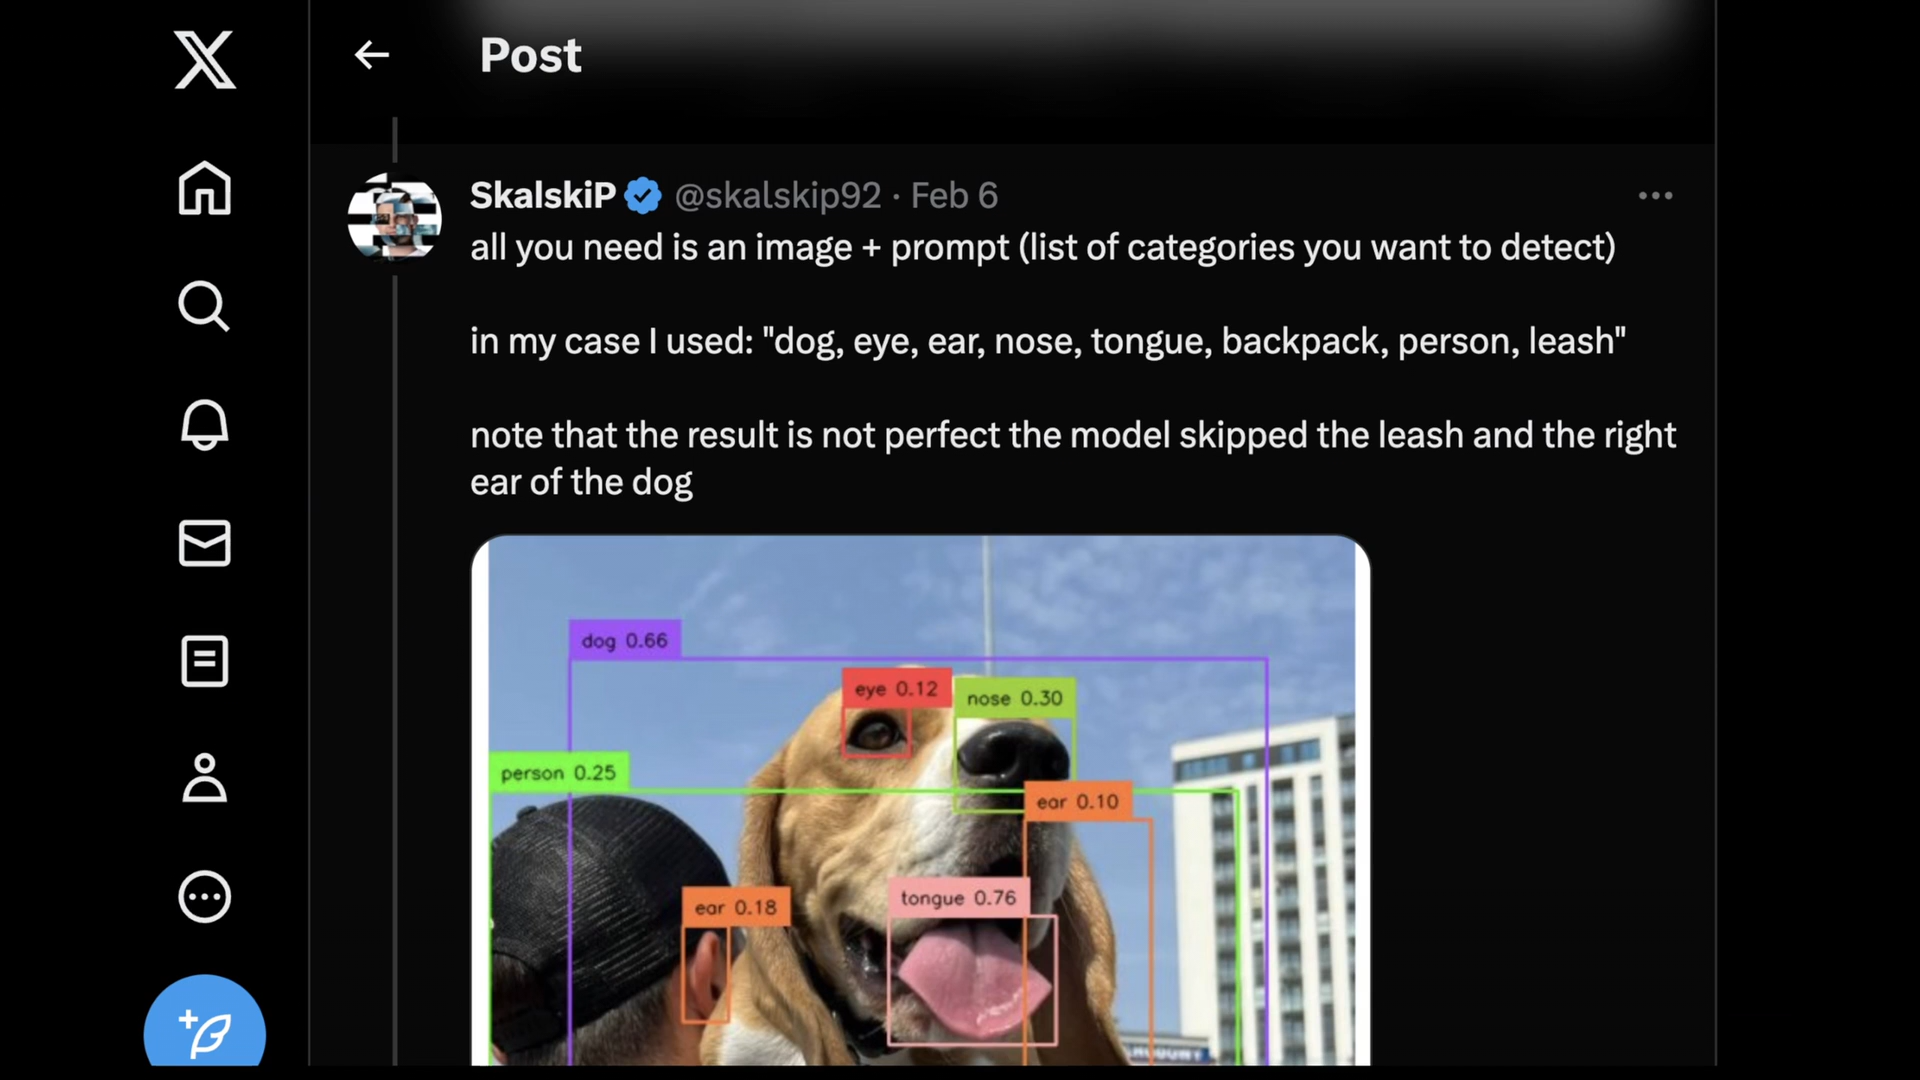 Post
SkalskiP @skalskip92 · Feb 6
all you need is an image + prompt (list of categories you want to detect)
in my case I used: "dog, eye, ear, nose, tongue, backpack, person, leash"
note that the result is not perfect the model skipped the leash and the right
ear of the dog
dog 0.66
eye 0.12
nose 0.30
person 0.25
ear 0.10
tongue 0.76
ear 0.18